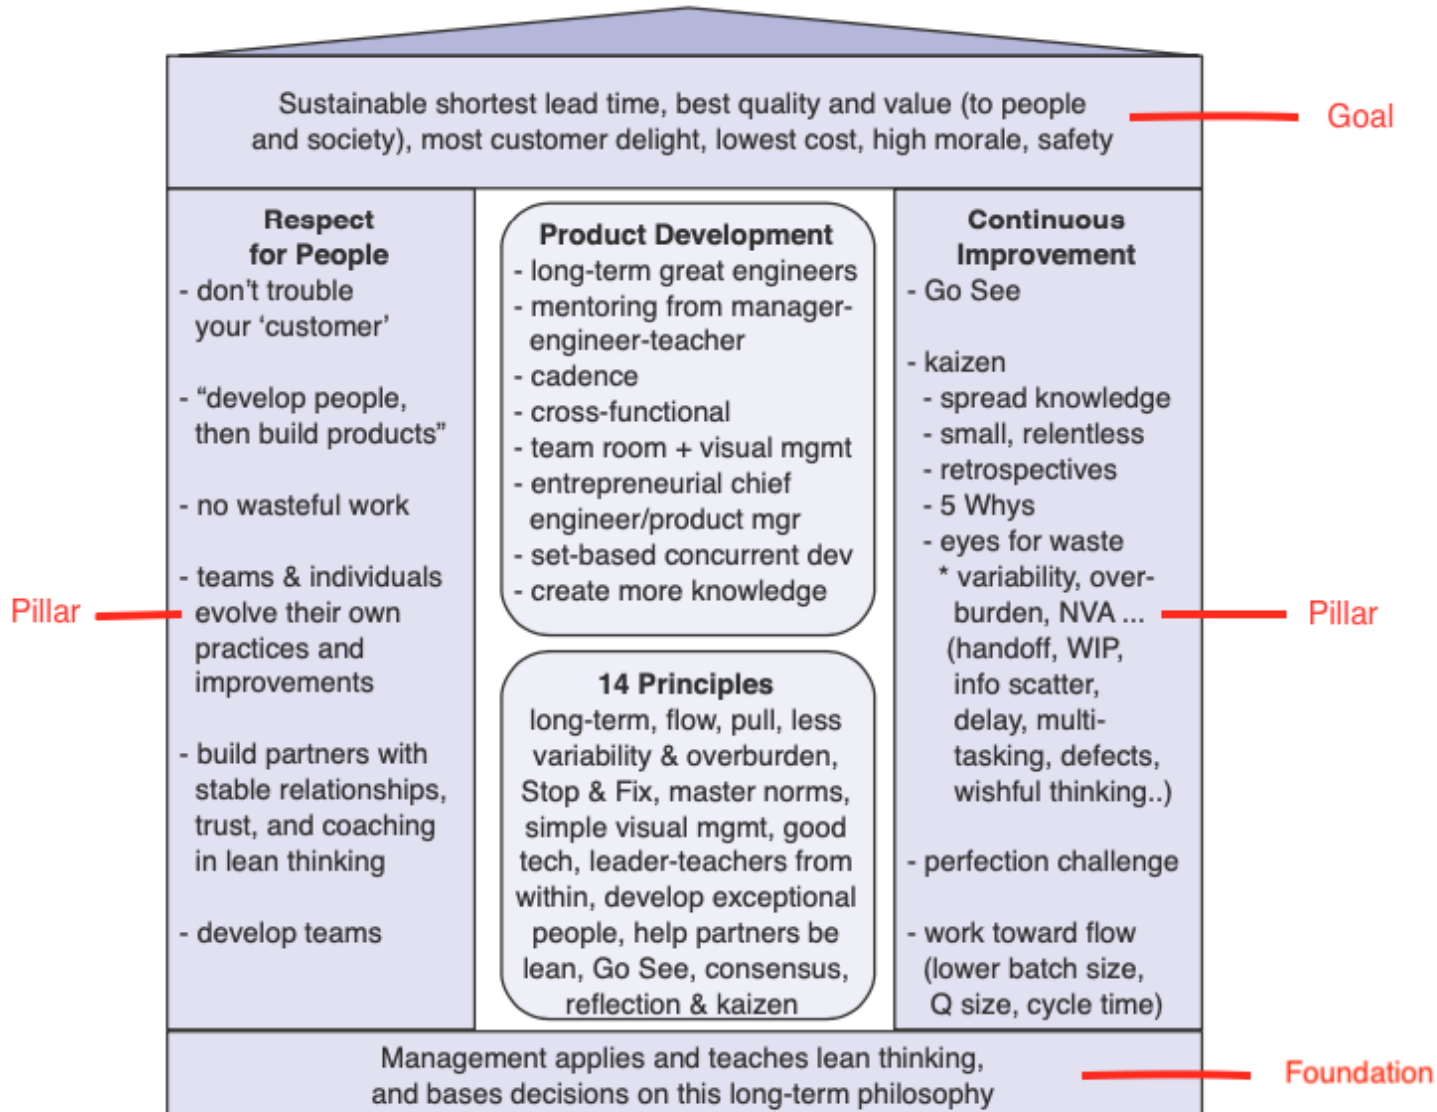 Sustainable shortest lead time, best quality and value (to people
and society), most customer delight, lowest cost, high morale, safety
Goal
Respect
for People
- don't trouble
your ‘customer’
- “develop people,
then build products”
- no wasteful work
- teams & individuals
evolve their own
practices and
improvements
- build partners with
stable relationships,
trust, and coaching
in lean thinking
- develop teams
Pillar
Product Development
- long-term great engineers
- mentoring from manager-
engineer-teacher
- cadence
- cross-functional
- team room + visual mgmt
- entrepreneurial chief
engineer/product mgr
- set-based concurrent dev
- create more knowledge
14 Principles
long-term, flow, pull, less
variability & overburden,
Stop & Fix, master norms,
simple visual mgmt, good
tech, leader-teachers from
within, develop exceptional
people, help partners be
lean, Go See, consensus,
reflection & kaizen
Continuous
Improvement
- Go See
- kaizen
- spread knowledge
- small, relentless
- retrospectives
- 5 Whys
- eyes for waste
* variability, over-
burden, NVA ...
(handoff, WIP,
info scatter,
delay, multi-
tasking, defects,
wishful thinking..)
- perfection challenge
- work toward flow
(lower batch size,
Q size, cycle time)
Pillar
Management applies and teaches lean thinking,
and bases decisions on this long-term philosophy
Foundation